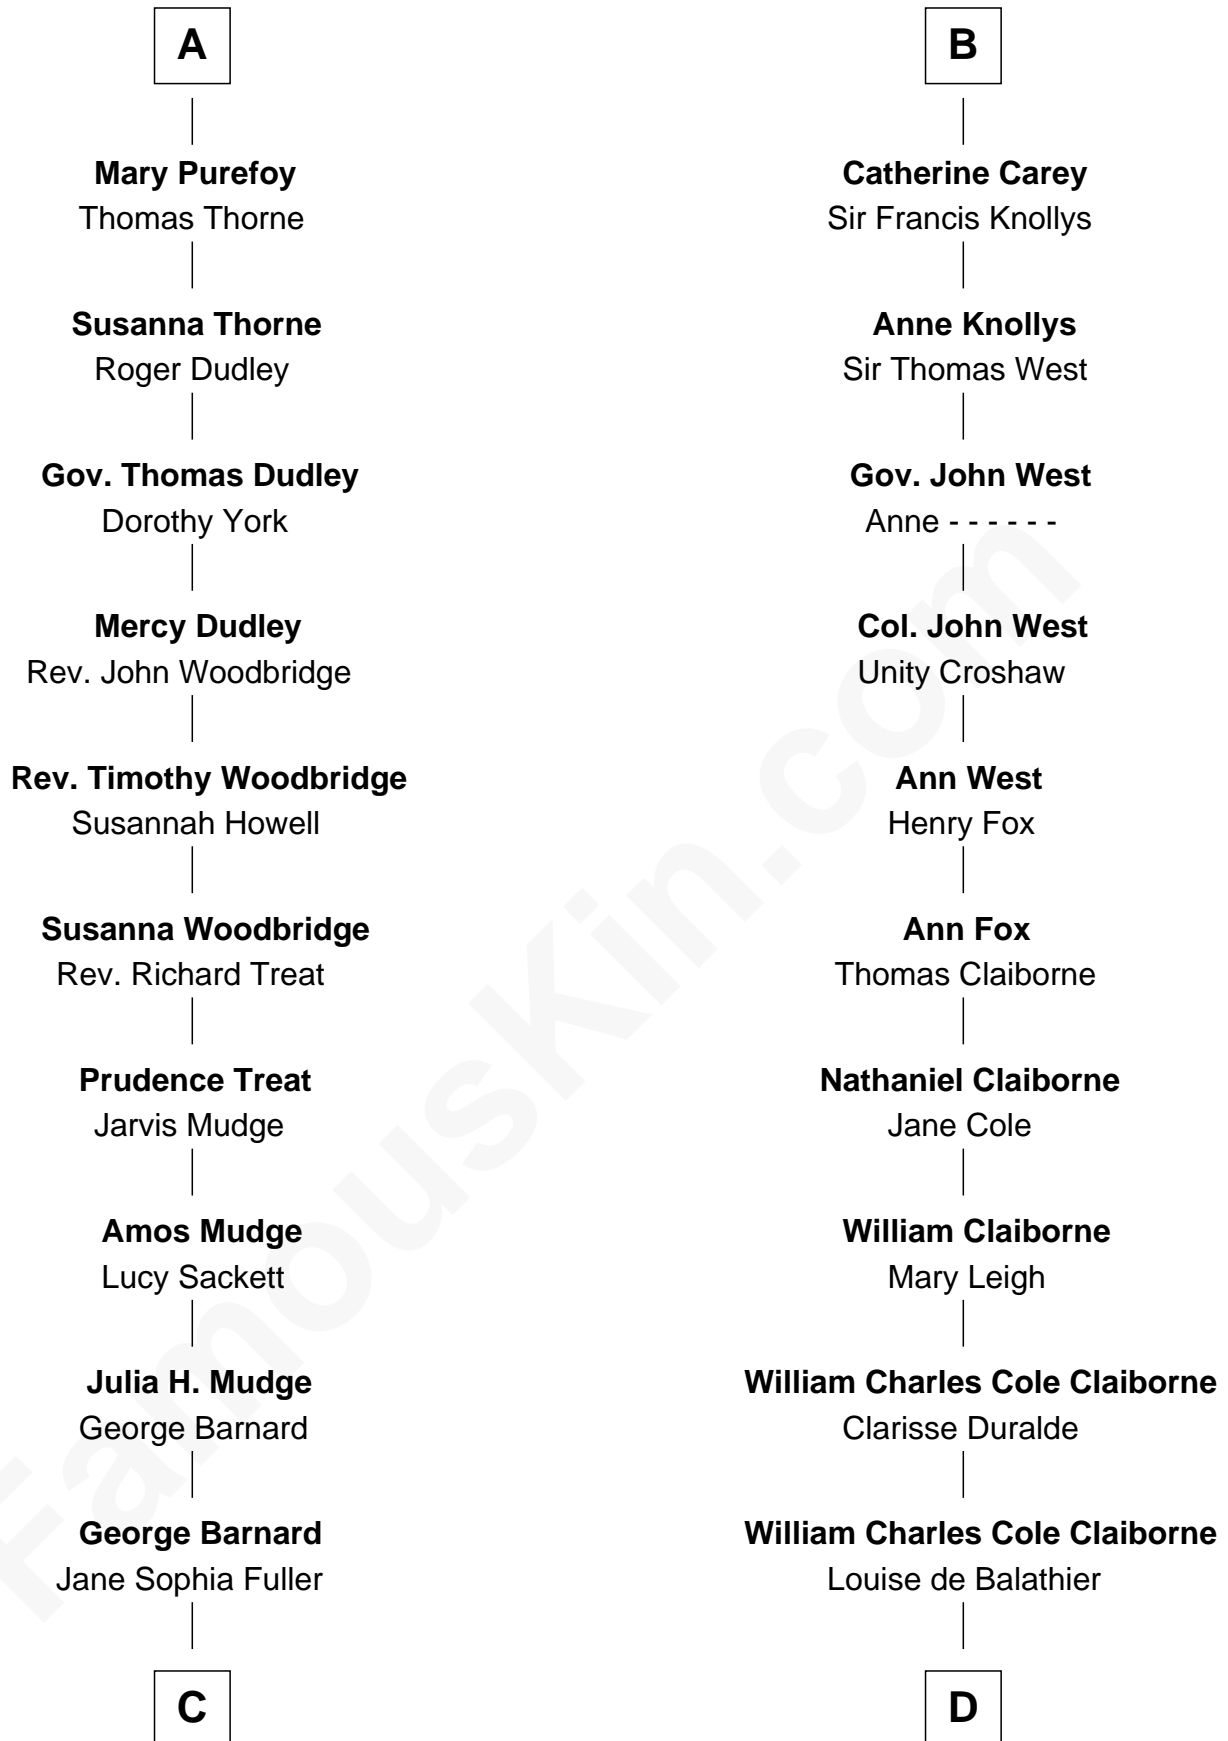 A
Mary Purefoy
Thomas Thorne
Susanna Thorne
Roger Dudley
Gov. Thomas Dudley
Dorothy York
Mercy Dudley
Rev. John Woodbridge
Rev. Timothy Woodbridge
Susannah Howell
Susanna Woodbridge
Rev. Richard Treat
Prudence Treat
Jarvis Mudge
Amos Mudge
Lucy Sackett
Julia H. Mudge
George Barnard
George Barnard
Jane Sophia Fuller
C
B
Catherine Carey
Sir Francis Knollys
Anne Knollys
Sir Thomas West
Gov. John West
Anne - - - - - -
Col. John West
Unity Croshaw
Ann West
Henry Fox
Ann Fox
Thomas Claiborne
Nathaniel Claiborne
Jane Cole
William Claiborne
Mary Leigh
William Charles Cole Claiborne
Clarisse Duralde
William Charles Cole Claiborne
Louise de Balathier
D
FamousKin.com